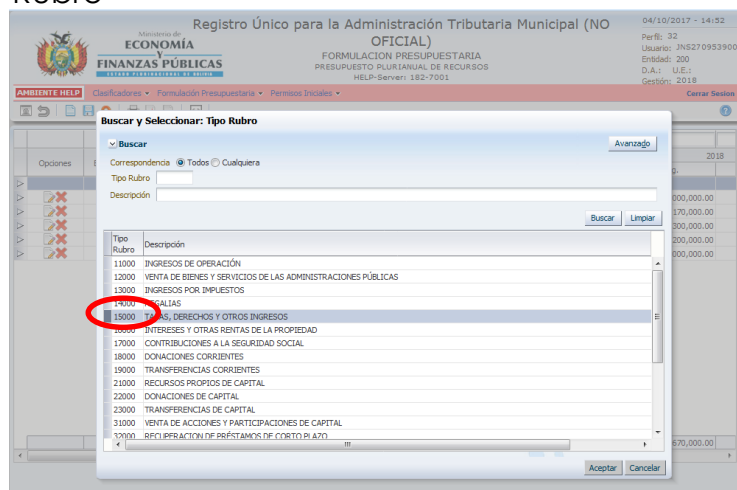 RUBRO
Registro Único para la Administración Tributaria Municipal (NO
OFICIAL)
FORMULACION PRESUPUESTARIA
PRESUPUESTO PLURIANUAL DE RECURSOS
HELP-Server: 182-7001
Ministerio de
ECONOMÍA
Y
FINANZAS PÚBLICAS
ESTADO PLURINACIONAL DE BOLIVIA
04/10/2017 - 14:52
Perfil: 32
Usuario: JNS270953900
Entidad: 200
D.A.: U.E.:
Gestión: 2018
AMBIENTE HELP Clasificadores Formulación Presupuestaria Permisos Iniciales Cerrar Sesion
Buscar y Seleccionar: Tipo Rubro
Buscar Avanzado
Correspondencia Todos Cualquiera
Tipo Rubro
Descripción
Buscar Limpiar
Tipo Rubro Descripción
11000 INGRESOS DE OPERACIÓN
12000 VENTA DE BIENES Y SERVICIOS DE LAS ADMINISTRACIONES PÚBLICAS
13000 INGRESOS POR IMPUESTOS
14000 REGALIAS
15000 TASAS, DERECHOS Y OTROS INGRESOS
16000 INTERESES Y OTRAS RENTAS DE LA PROPIEDAD
17000 CONTRIBUCIONES A LA SEGURIDAD SOCIAL
18000 DONACIONES CORRIENTES
19000 TRANSFERENCIAS CORRIENTES
21000 RECURSOS PROPIOS DE CAPITAL
22000 DONACIONES DE CAPITAL
23000 TRANSFERENCIAS DE CAPITAL
31000 VENTA DE ACCIONES Y PARTICIPACIONES DE CAPITAL
32000 RECUPERACION DE PRÉSTAMOS DE CORTO PLAZO
Aceptar Cancelar
Opciones
2018
000,000.00
170,000.00
300,000.00
200,000.00
000,000.00
670,000.00